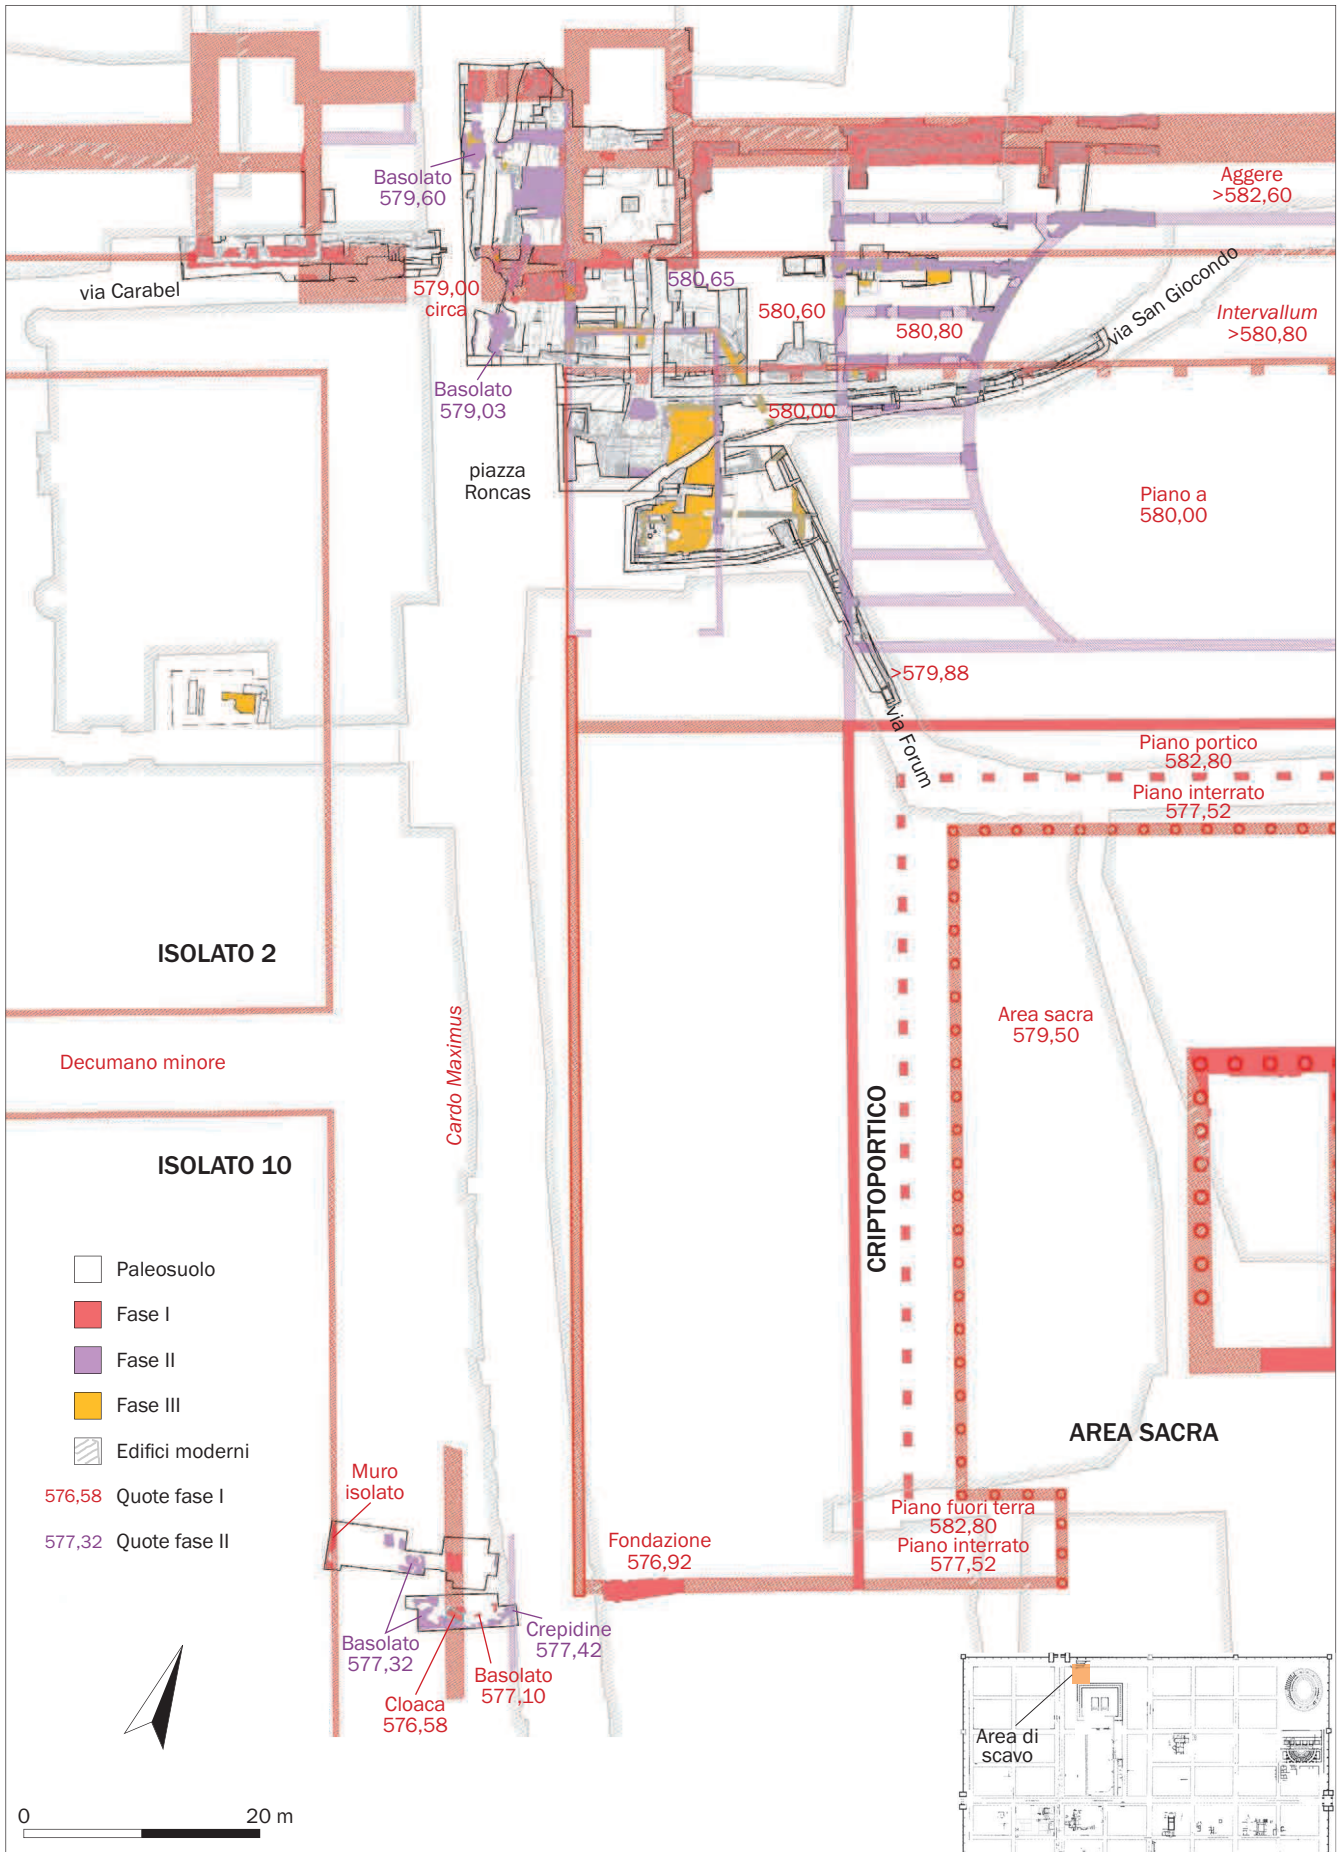 Basolato
579,60
Aggere
>582,60
via Carabel
579,00
circa
580,65
580,60
580,80
via San Giocondo
Intervallum
>580,80
Basolato
579,03
580,00
piazza
Roncas
Piano a
580,00
>579,88
via Forum
Piano portico
582,80
Piano interrato
577,52
ISOLATO 2
Cardo Maximus
Area sacra
579,50
Decumano minore
CRIPTOPORTICO
ISOLATO 10
Paleosuolo
Fase I
Fase II
Fase III
Edifici moderni
576,58 Quote fase I
577,32 Quote fase II
AREA SACRA
Muro
isolato
Piano fuori terra
582,80
Piano interrato
577,52
Fondazione
576,92
Basolato
577,32
Crepidine
577,42
Basolato
577,10
Cloaca
576,58
Area di
scavo
0 20 m